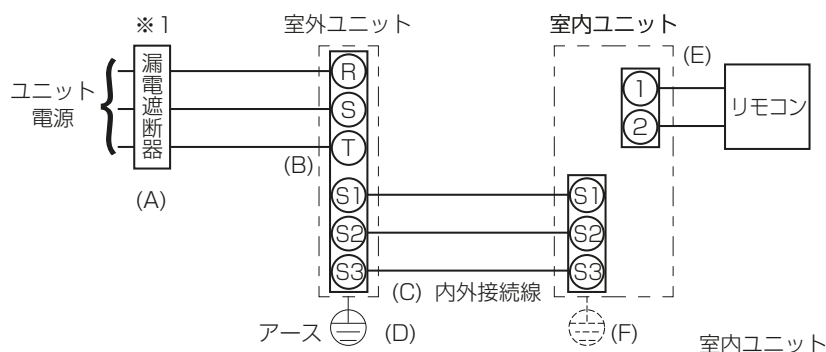 ※1
室外ユニット
室内ユニット
ユニット
電源
漏電遮断器
R
S
T
(A)
(B)
S1
S2
S3
(C) 内外接続線
S1
S2
S3
1
2
(E)
リモコン
アース
(D)
(F)
室内ユニット